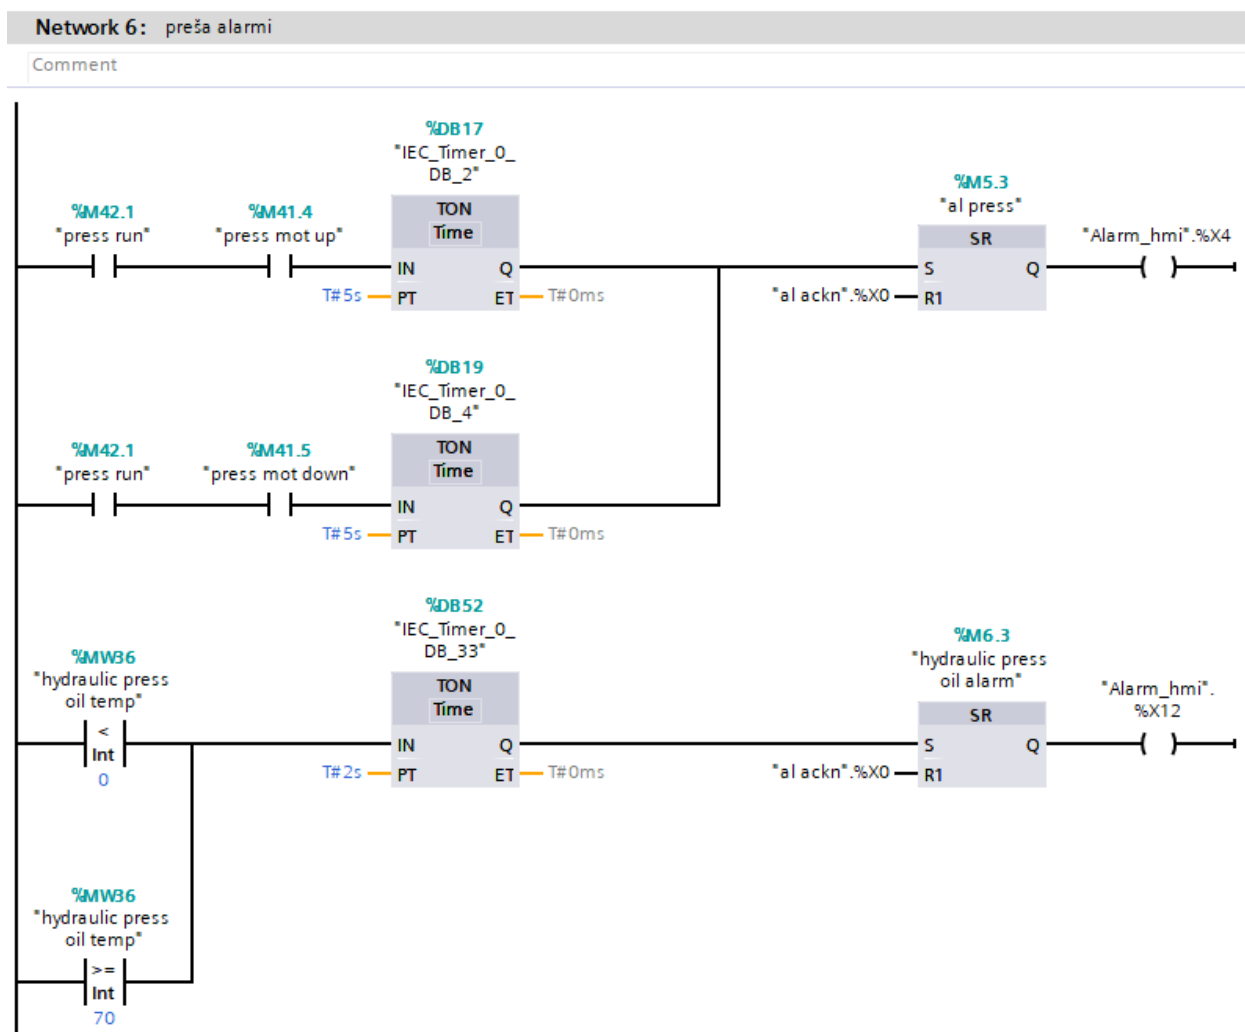 Network 6: preša alarmi
Comment
%DB17
"IEC_Timer_0_
DB_2"
TON
Time
%M42.1
"press run"
%M41.4
"press mot up"
IN
Q
T#5s
PT
ET
T#0ms
%M5.3
"al press"
SR
S
Q
"al ackn".%X0
R1
"Alarm_hmi".%X4
%DB19
"IEC_Timer_0_
DB_4"
TON
Time
%M42.1
"press run"
%M41.5
"press mot down"
IN
Q
T#5s
PT
ET
T#0ms
%DB52
"IEC_Timer_0_
DB_33"
TON
Time
%MW36
"hydraulic press
oil temp"
<
Int
0
IN
Q
T#2s
PT
ET
T#0ms
%M6.3
"hydraulic press
oil alarm"
SR
S
Q
"al ackn".%X0
R1
"Alarm_hmi".
%X12
%MW36
"hydraulic press
oil temp"
>=
Int
70